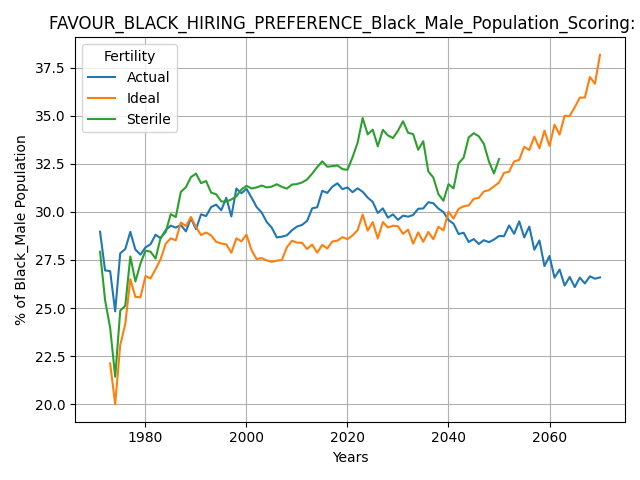 FAVOUR_BLACK_HIRING_PREFERENCE_Black_Male_Population_Scoring:
Fertility
Actual
Ideal
Sterile
% of Black_Male Population
37.5
35.0
32.5
30.0
27.5
25.0
22.5
20.0
1980 2000 2020 2040 2060
Years